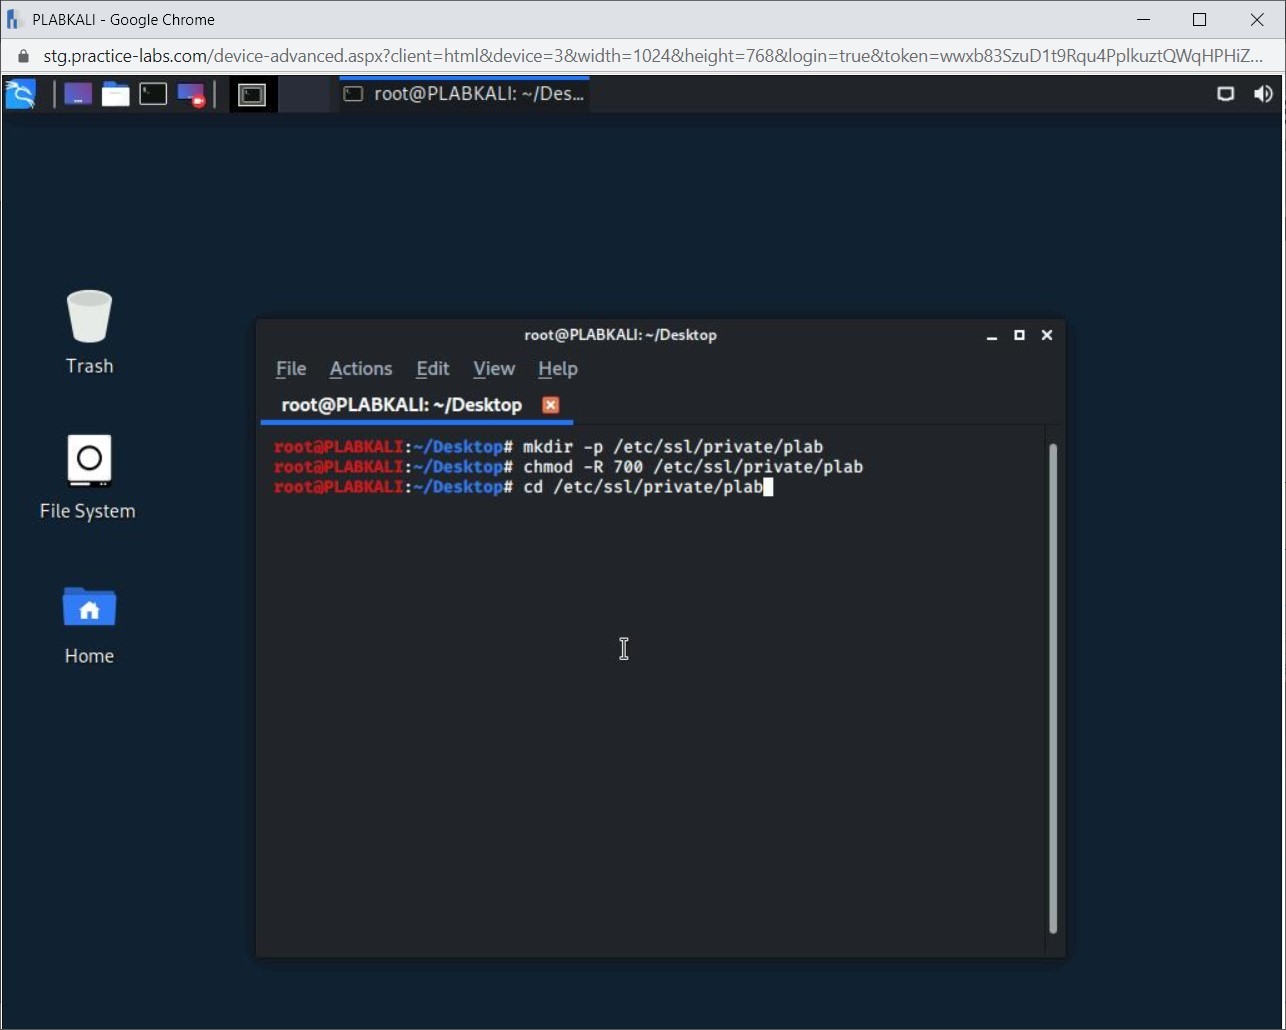 PLABKALI - Google Chrome
stg.practice-labs.com/device-advanced.aspx?client=html&device=3&width=1024&height=768&login=true&token=wwxb83SzuD1t9Rqu4PplkuztQWqHPHiZ...
root@PLABKALI: ~/Des...
Trash
File System
Home
root@PLABKALI: ~/Desktop
File Actions Edit View Help
root@PLABKALI: ~/Desktop
root@PLABKALI:~/Desktop# mkdir -p /etc/ssl/private/plab
root@PLABKALI:~/Desktop# chmod -R 700 /etc/ssl/private/plab
root@PLABKALI:~/Desktop# cd /etc/ssl/private/plab